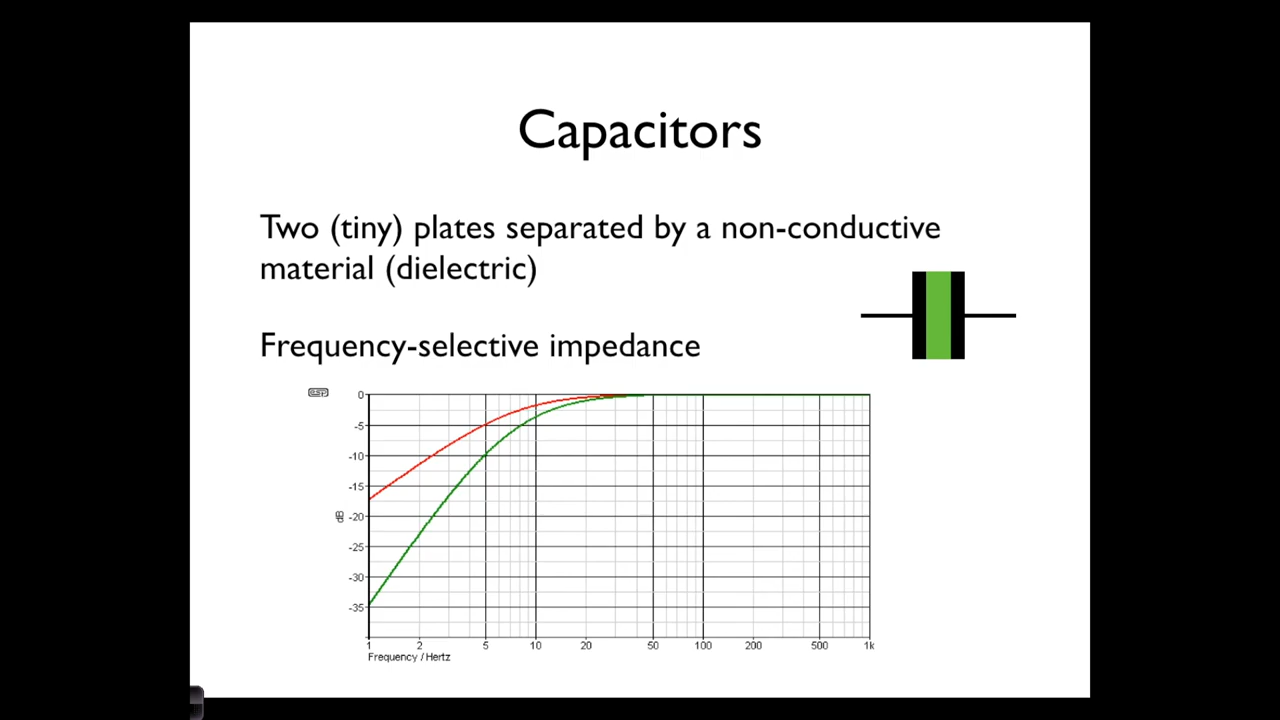 Capacitors
Two (tiny) plates separated by a non-conductive
material (dielectric)
Frequency-selective impedance
0
-5
-10
-15
-20
-25
-30
-35
dB
1 2 5 10 20 50 100 200 500 1k
Frequency / Hertz